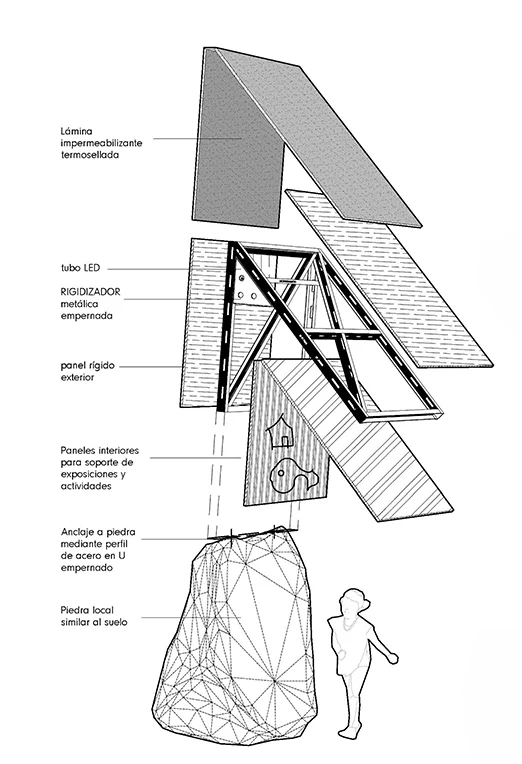 Lámina
impermeabilizante
termosellada
tubo LED
RIGIDIZADOR
metálica
empernada
panel rígido
exterior
Paneles interiores
para soporte de
exposiciones y
actividades
Anclaje a piedra
mediante perfil
de acero en U
empernado
Piedra local
similar al suelo